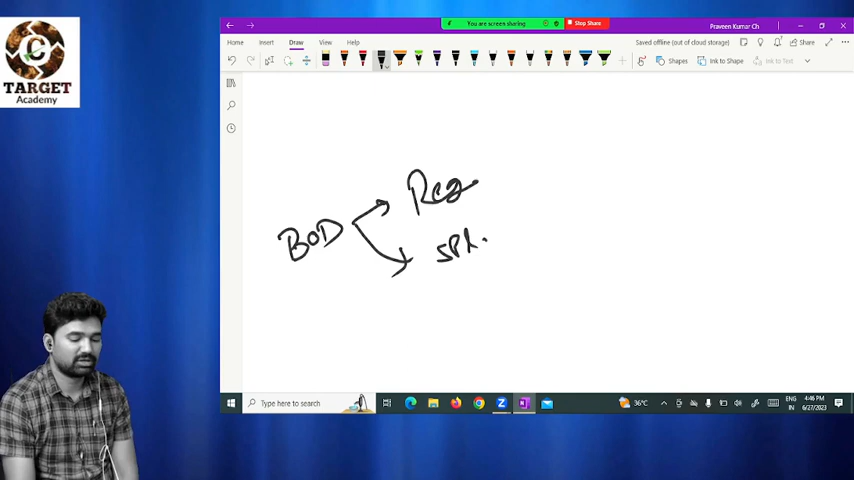 You are screen sharing
Stop Share
Praveen Kumar Ch
TARGET
Academy
Home Insert Draw View Help
Saved offline (out of cloud storage)
Share
Shapes
Ink to Shape
Ink to Text
BOD
Reg
Spl.
Type here to search
36°C
ENG
IN
4:46 PM
6/27/2023